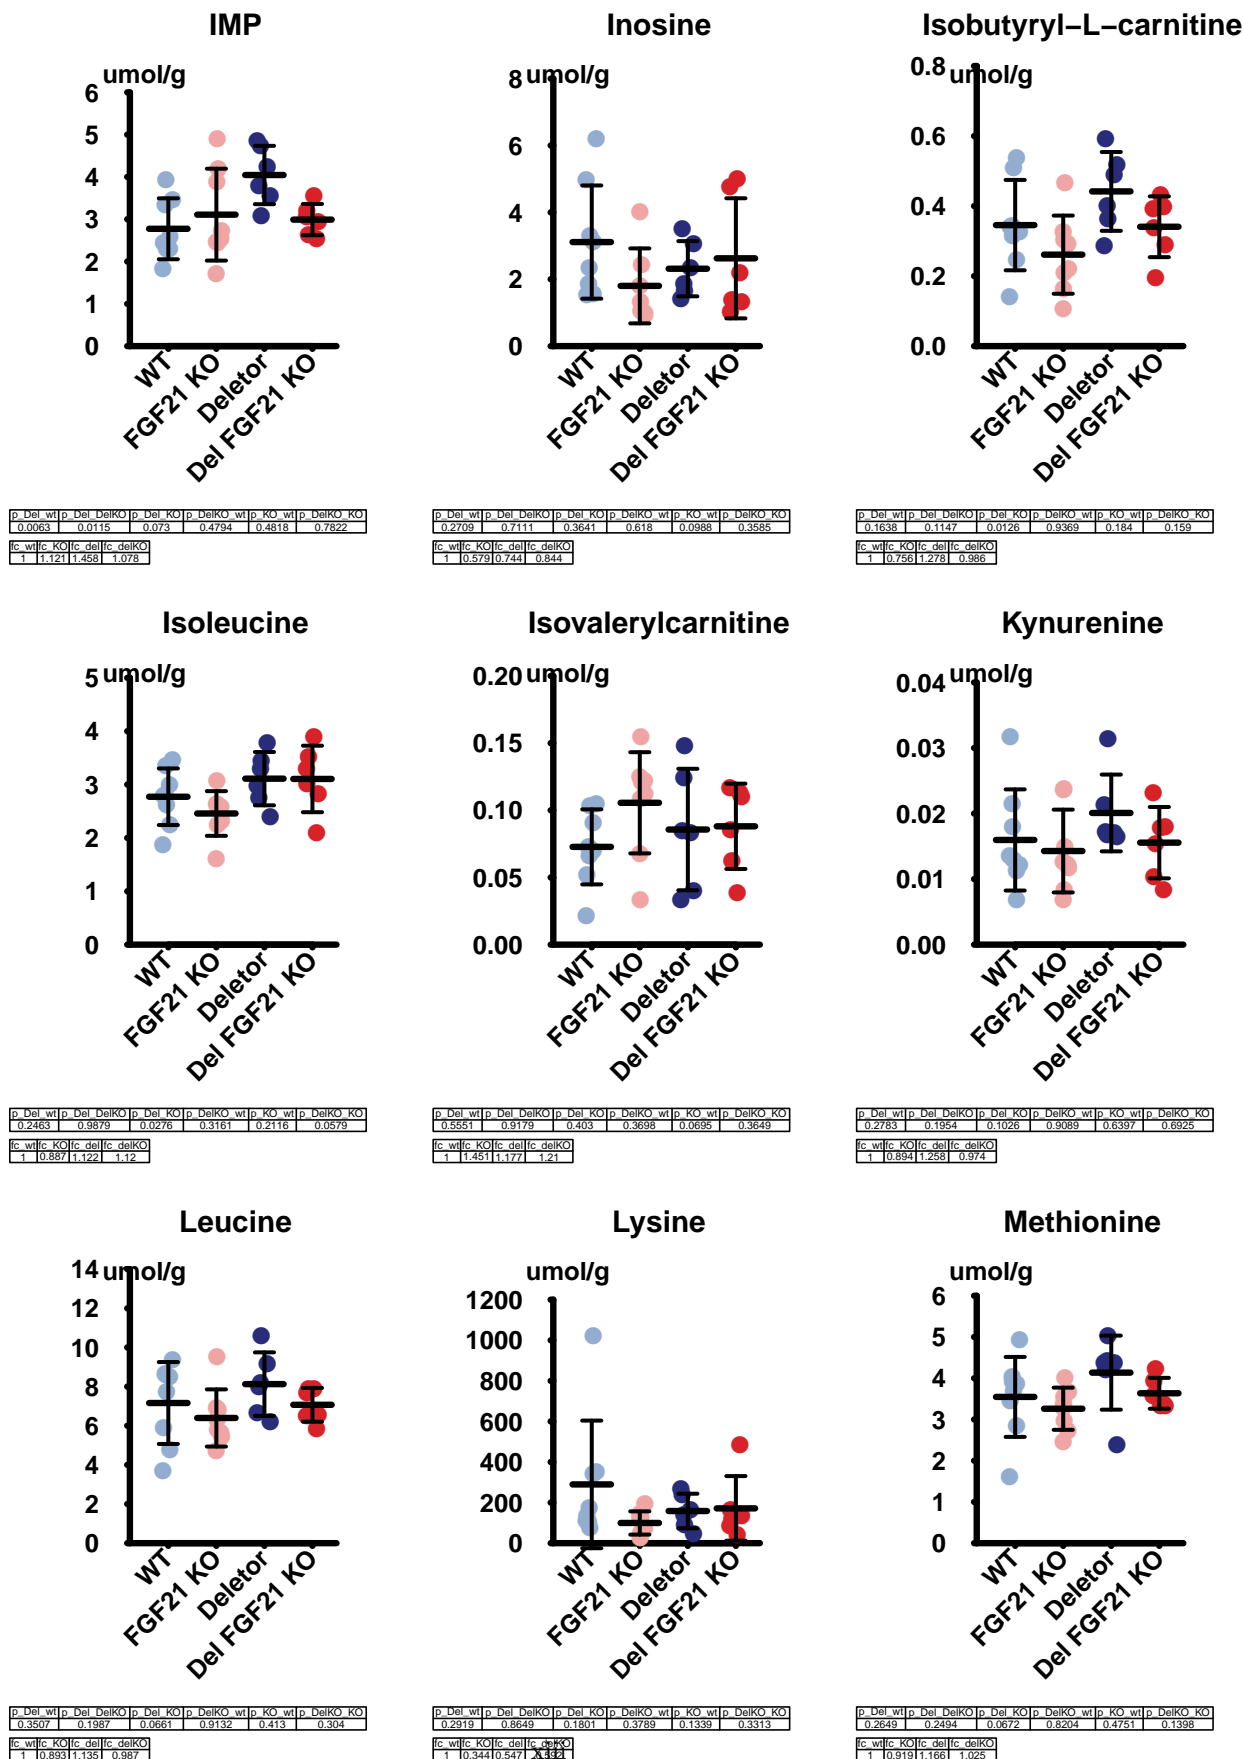 IMP
umol/g
6
5
4
3
2
1
0
WT
FGF21 KO
Deletor
Del FGF21 KO
p_Del_wt p_Del_DelKO p_Del_KO p_DelKO_wt p_KO_wt p_DelKO_KO
0.0063 0.0115 0.073 0.4794 0.4818 0.7822
fc_wt fc_KO fc_del fc_delKO
1 1.121 1.458 1.078
Inosine
umol/g
8
6
4
2
0
WT
FGF21 KO
Deletor
Del FGF21 KO
p_Del_wt p_Del_DelKO p_Del_KO p_DelKO_wt p_KO_wt p_DelKO_KO
0.2709 0.7111 0.3641 0.618 0.0988 0.3585
fc_wt fc_KO fc_del fc_delKO
1 0.579 0.744 0.844
Isobutyryl−L−carnitine
umol/g
0.8
0.6
0.4
0.2
0.0
WT
FGF21 KO
Deletor
Del FGF21 KO
p_Del_wt p_Del_DelKO p_Del_KO p_DelKO_wt p_KO_wt p_DelKO_KO
0.1638 0.1147 0.0126 0.9369 0.184 0.159
fc_wt fc_KO fc_del fc_delKO
1 0.756 1.278 0.986
Isoleucine
umol/g
5
4
3
2
1
0
WT
FGF21 KO
Deletor
Del FGF21 KO
p_Del_wt p_Del_DelKO p_Del_KO p_DelKO_wt p_KO_wt p_DelKO_KO
0.2463 0.9879 0.0276 0.3161 0.2116 0.0579
fc_wt fc_KO fc_del fc_delKO
1 0.887 1.122 1.12
Isovalerylcarnitine
umol/g
0.20
0.15
0.10
0.05
0.00
WT
FGF21 KO
Deletor
Del FGF21 KO
p_Del_wt p_Del_DelKO p_Del_KO p_DelKO_wt p_KO_wt p_DelKO_KO
0.5551 0.9179 0.403 0.3698 0.0695 0.3649
fc_wt fc_KO fc_del fc_delKO
1 1.451 1.177 1.21
Kynurenine
umol/g
0.04
0.03
0.02
0.01
0.00
WT
FGF21 KO
Deletor
Del FGF21 KO
p_Del_wt p_Del_DelKO p_Del_KO p_DelKO_wt p_KO_wt p_DelKO_KO
0.2783 0.1954 0.1026 0.9089 0.6397 0.6925
fc_wt fc_KO fc_del fc_delKO
1 0.894 1.258 0.974
Leucine
umol/g
14
12
10
8
6
4
2
0
WT
FGF21 KO
Deletor
Del FGF21 KO
p_Del_wt p_Del_DelKO p_Del_KO p_DelKO_wt p_KO_wt p_DelKO_KO
0.3507 0.1987 0.0661 0.9132 0.413 0.304
fc_wt fc_KO fc_del fc_delKO
1 0.893 1.135 0.987
Lysine
umol/g
1200
1000
800
600
400
200
0
WT
FGF21 KO
Deletor
Del FGF21 KO
p_Del_wt p_Del_DelKO p_Del_KO p_DelKO_wt p_KO_wt p_DelKO_KO
0.2919 0.8649 0.1801 0.3789 0.1339 0.3313
fc_wt fc_KO fc_del fc_delKO
1 0.344 0.547
Methionine
umol/g
6
5
4
3
2
1
0
WT
FGF21 KO
Deletor
Del FGF21 KO
p_Del_wt p_Del_DelKO p_Del_KO p_DelKO_wt p_KO_wt p_DelKO_KO
0.2649 0.2494 0.0672 0.8204 0.4751 0.1398
fc_wt fc_KO fc_del fc_delKO
1 0.919 1.166 1.025